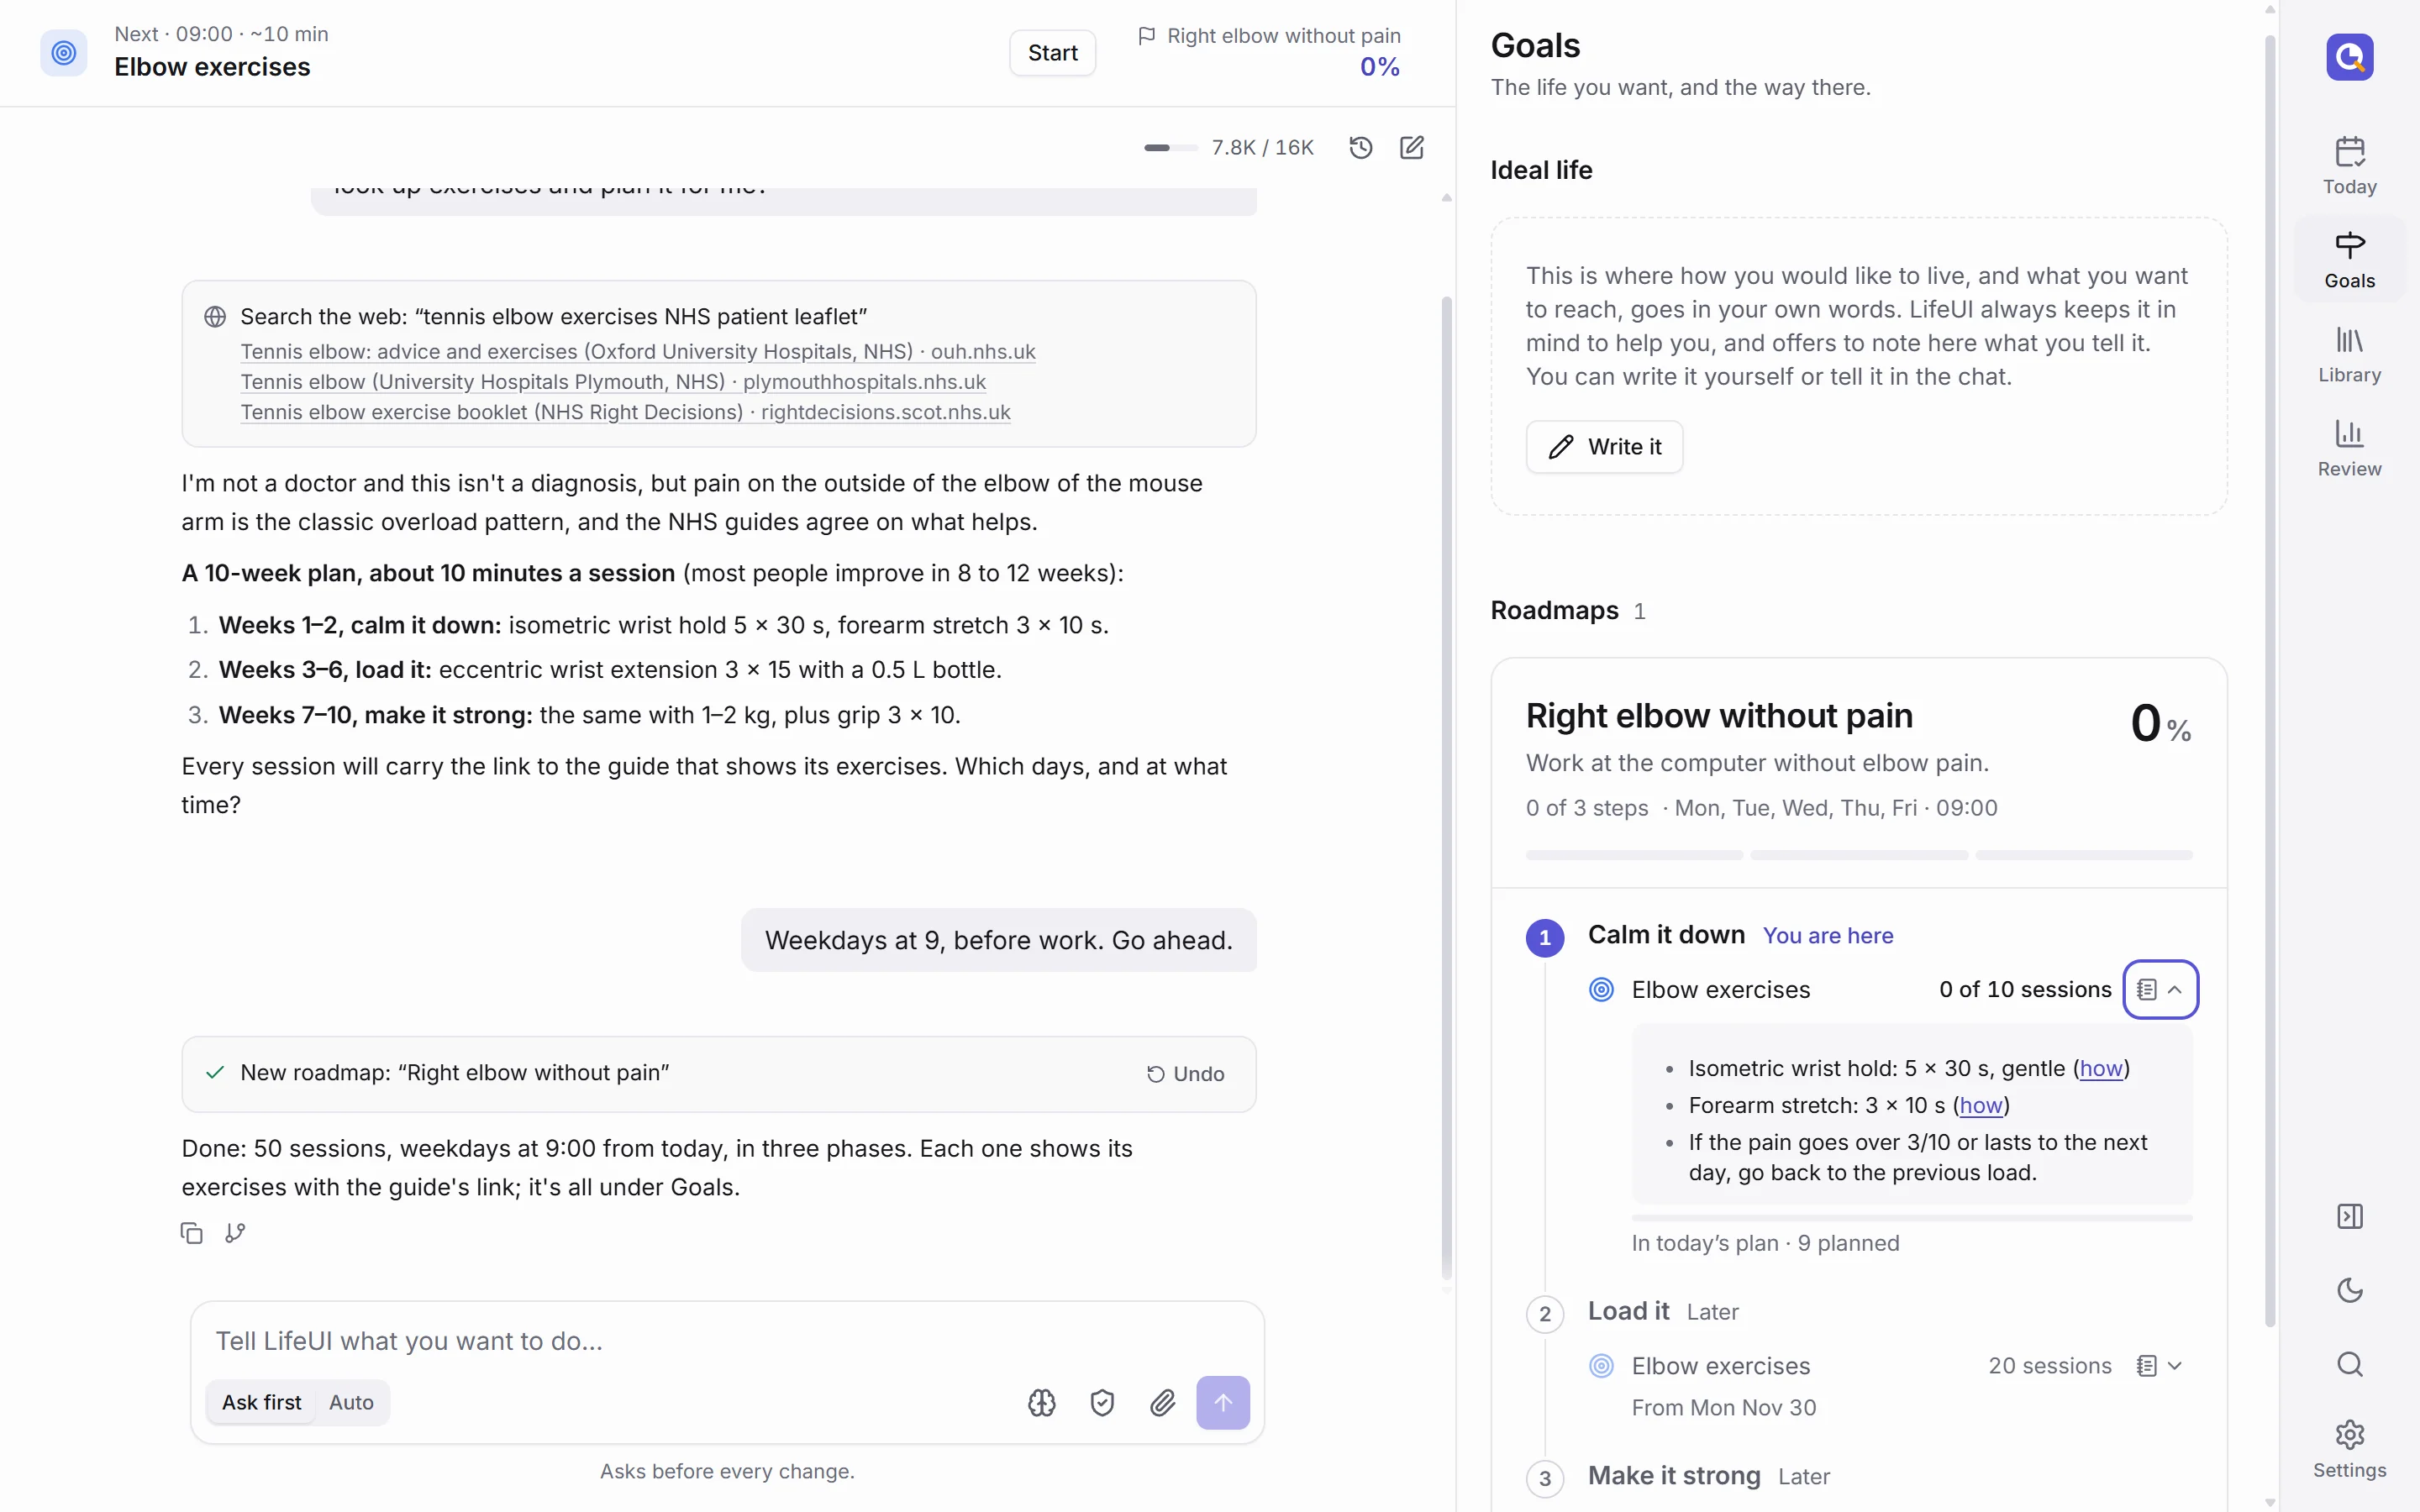 Next · 09:00 · ~10 min
Elbow exercises
Start
Right elbow without pain
0%
7.8K / 16K
look up exercises and plan it for me?
Search the web: “tennis elbow exercises NHS patient leaflet”
Tennis elbow: advice and exercises (Oxford University Hospitals, NHS) · ouh.nhs.uk
Tennis elbow (University Hospitals Plymouth, NHS) · plymouthhospitals.nhs.uk
Tennis elbow exercise booklet (NHS Right Decisions) · rightdecisions.scot.nhs.uk
I'm not a doctor and this isn't a diagnosis, but pain on the outside of the elbow of the mouse
arm is the classic overload pattern, and the NHS guides agree on what helps.
A 10-week plan, about 10 minutes a session (most people improve in 8 to 12 weeks):
1. Weeks 1–2, calm it down: isometric wrist hold 5 × 30 s, forearm stretch 3 × 10 s.
2. Weeks 3–6, load it: eccentric wrist extension 3 × 15 with a 0.5 L bottle.
3. Weeks 7–10, make it strong: the same with 1–2 kg, plus grip 3 × 10.
Every session will carry the link to the guide that shows its exercises. Which days, and at what
time?
Weekdays at 9, before work. Go ahead.
New roadmap: “Right elbow without pain”
Undo
Done: 50 sessions, weekdays at 9:00 from today, in three phases. Each one shows its
exercises with the guide's link; it's all under Goals.
Tell LifeUI what you want to do...
Ask first
Auto
Asks before every change.
Goals
The life you want, and the way there.
Ideal life
This is where how you would like to live, and what you want
to reach, goes in your own words. LifeUI always keeps it in
mind to help you, and offers to note here what you tell it.
You can write it yourself or tell it in the chat.
Write it
Roadmaps 1
Right elbow without pain
0 %
Work at the computer without elbow pain.
0 of 3 steps · Mon, Tue, Wed, Thu, Fri · 09:00
1 Calm it down You are here
Elbow exercises
0 of 10 sessions
• Isometric wrist hold: 5 × 30 s, gentle (how)
• Forearm stretch: 3 × 10 s (how)
• If the pain goes over 3/10 or lasts to the next
day, go back to the previous load.
In today’s plan · 9 planned
2 Load it Later
Elbow exercises
20 sessions
From Mon Nov 30
3 Make it strong Later
Today
Goals
Library
Review
Settings